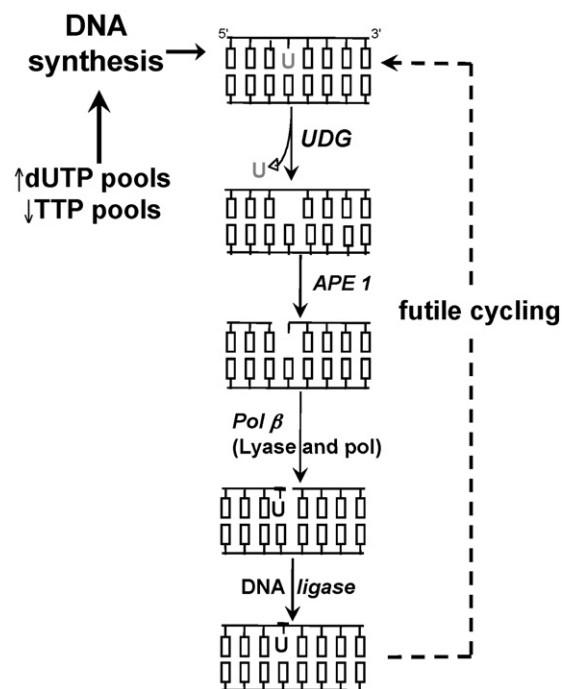 DNA
synthesis
5'
3'
U
UDG
U
↑dUTP pools
↓TTP pools
APE 1
futile cycling
Pol β
(Lyase and pol)
U
DNA ligase
U